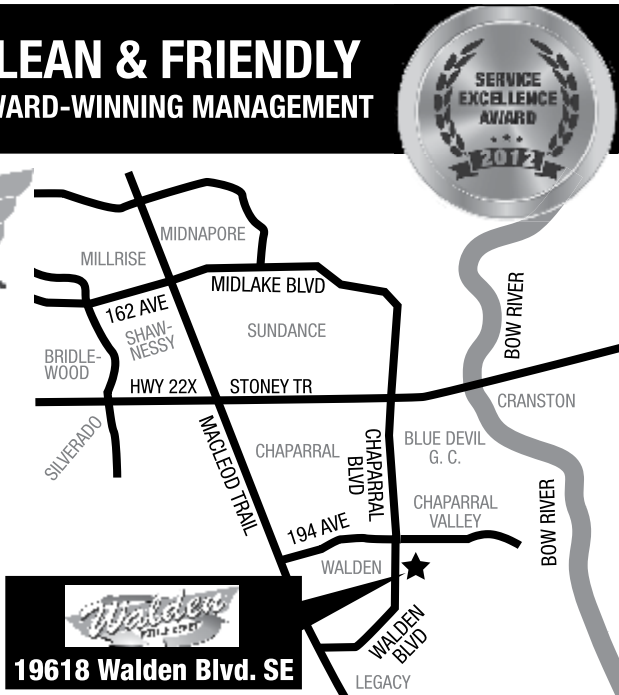 LEAN & FRIENDLY
WARD-WINNING MANAGEMENT
SERVICE
EXCELLENCE
AWARD
2012
MIDNAPORE
MILLRISE
MIDLAKE BLVD
162 AVE
SHAW-
NESSY
SUNDANCE
BRIDLE-
WOOD
BOW RIVER
HWY 22X
STONEY TR
CRANSTON
SILVERADO
MACLEOD TRAIL
CHAPARRAL
CHAPARRAL
BLVD
BLUE DEVIL
G. C.
CHAPARRAL
VALLEY
194 AVE
BOW RIVER
WALDEN
Walden
19618 Walden Blvd. SE
WALDEN
BLVD
LEGACY